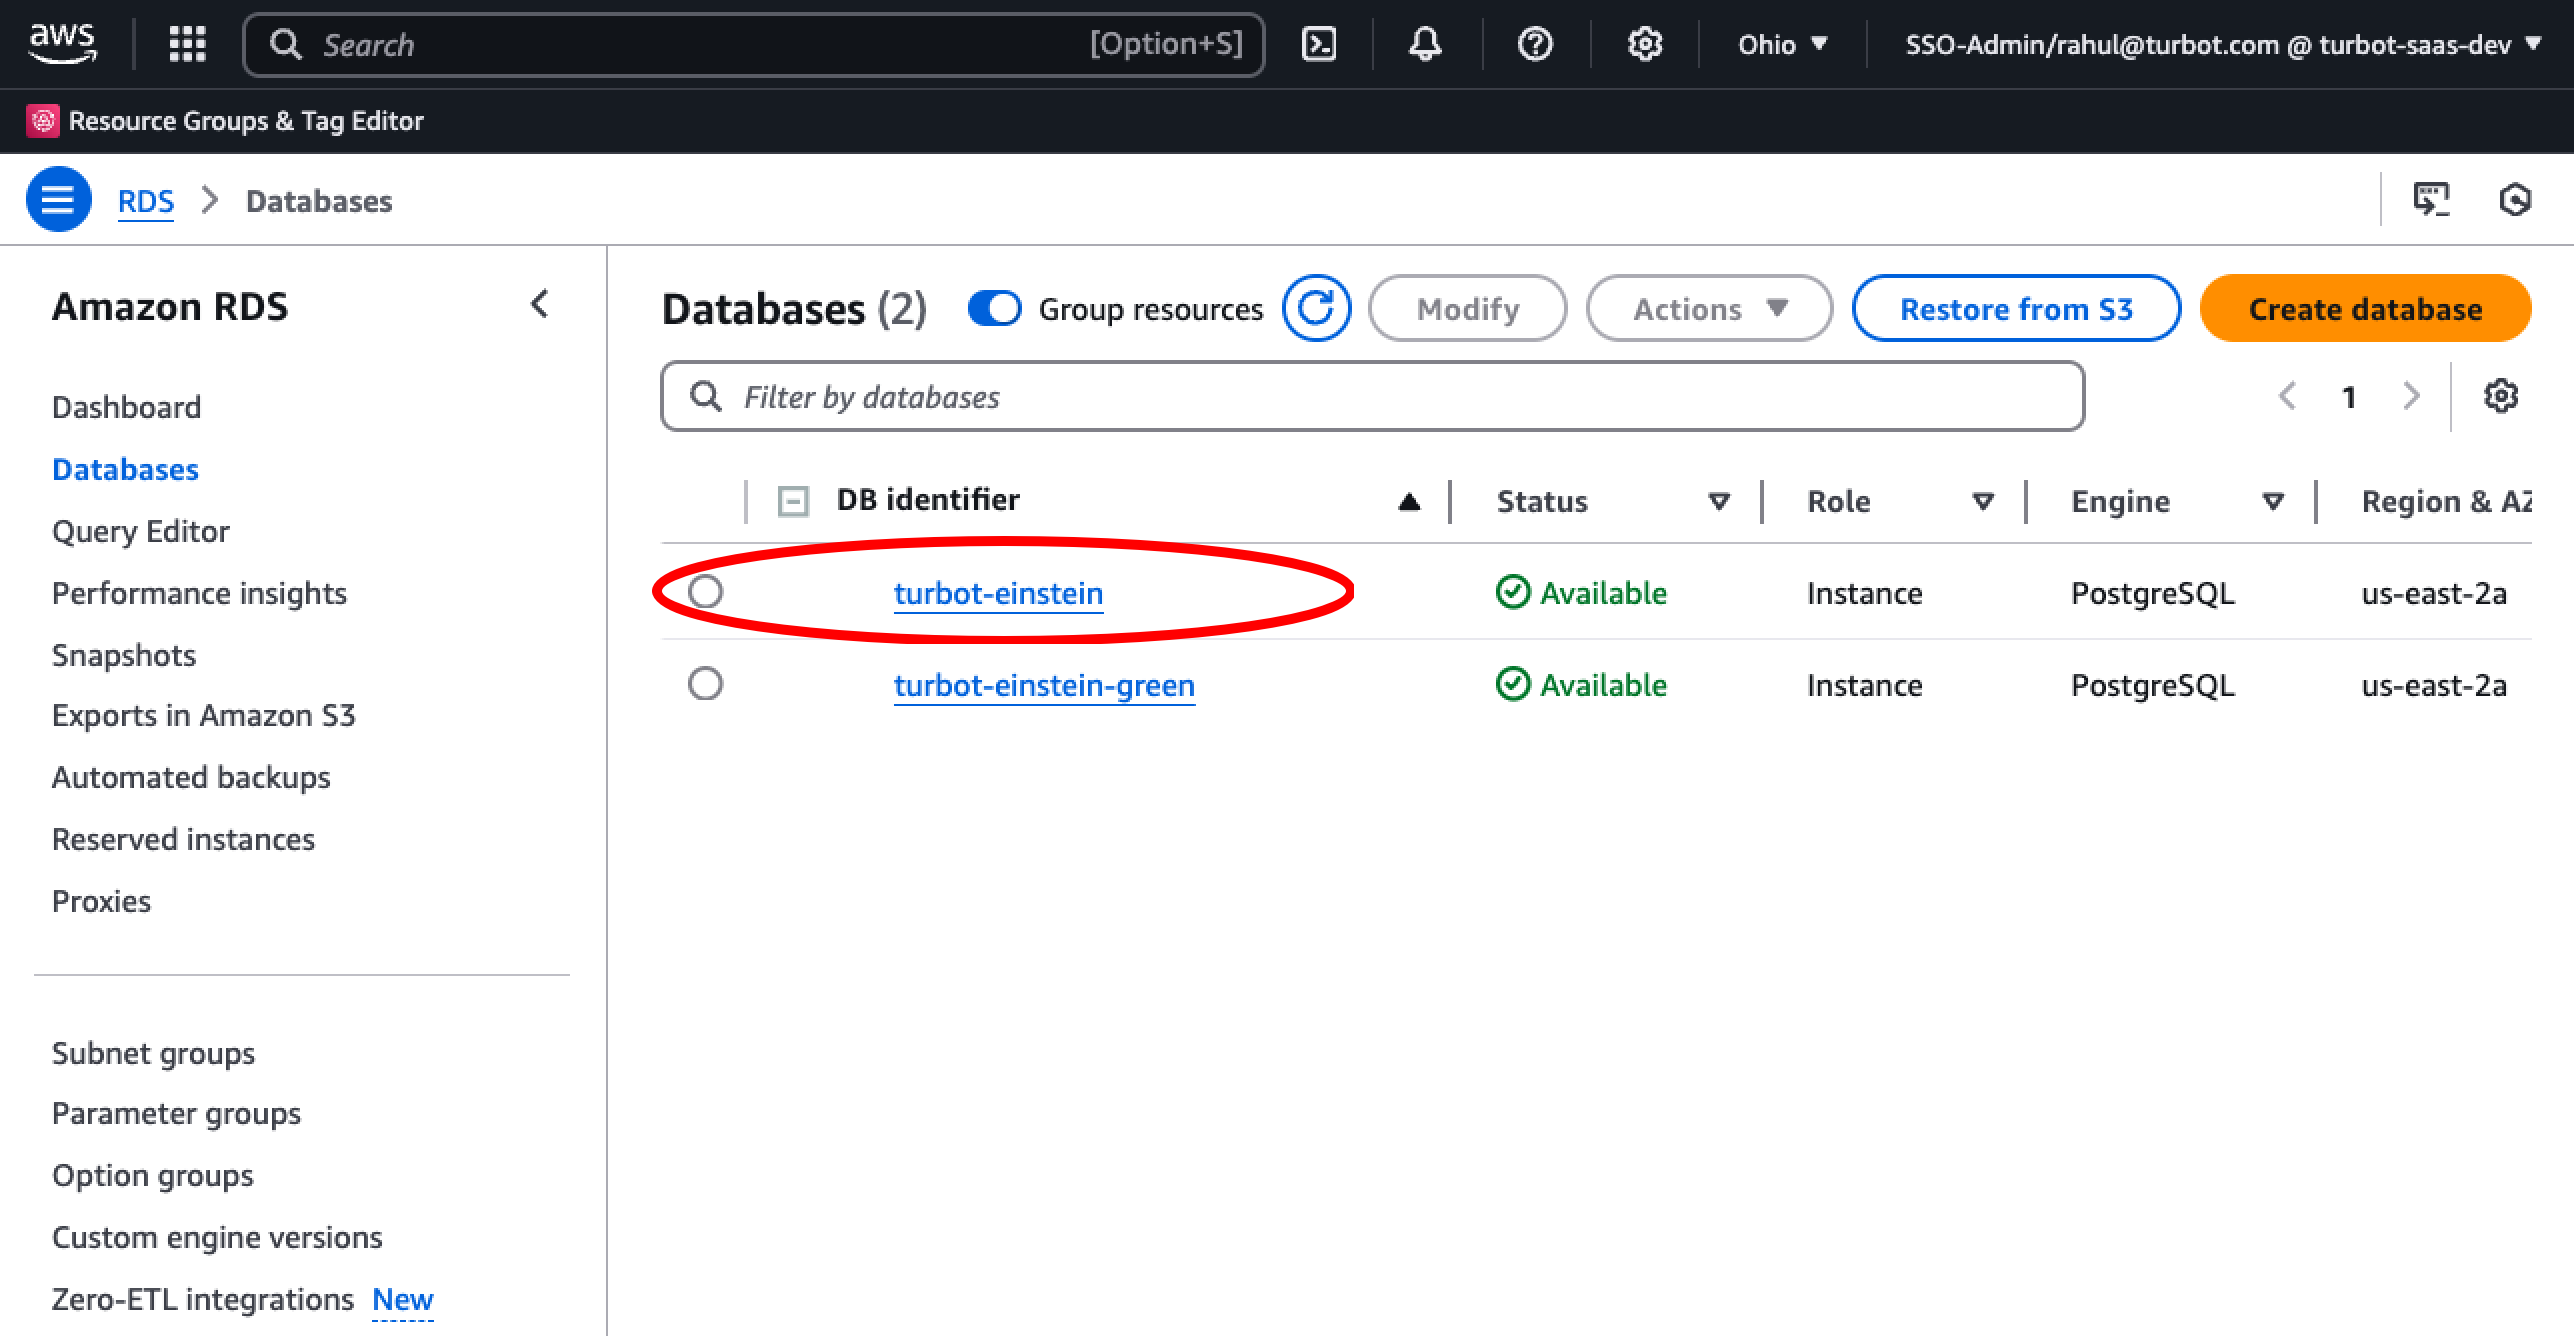 aws Search [Option+S] Ohio SSO-Admin/rahul@turbot.com @ turbot-saas-dev
Resource Groups & Tag Editor
RDS Databases
Amazon RDS
Dashboard
Databases
Query Editor
Performance insights
Snapshots
Exports in Amazon S3
Automated backups
Reserved instances
Proxies
Subnet groups
Parameter groups
Option groups
Custom engine versions
Zero-ETL integrations New
Databases (2) Group resources Modify Actions Restore from S3 Create database
Filter by databases 1
DB identifier Status Role Engine Region & AZ
turbot-einstein Available Instance PostgreSQL us-east-2a
turbot-einstein-green Available Instance PostgreSQL us-east-2a